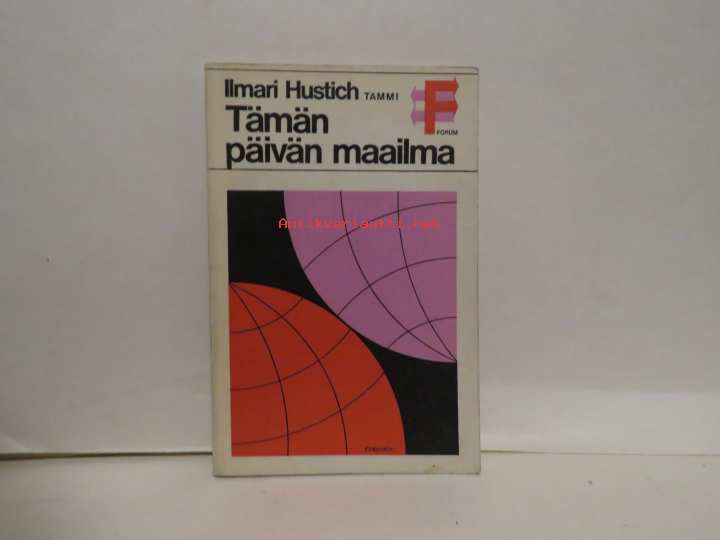 Ilmari Hustich TAMMI
Tämän
päivän maailma
F
FORUM
Antikvariaatti.net